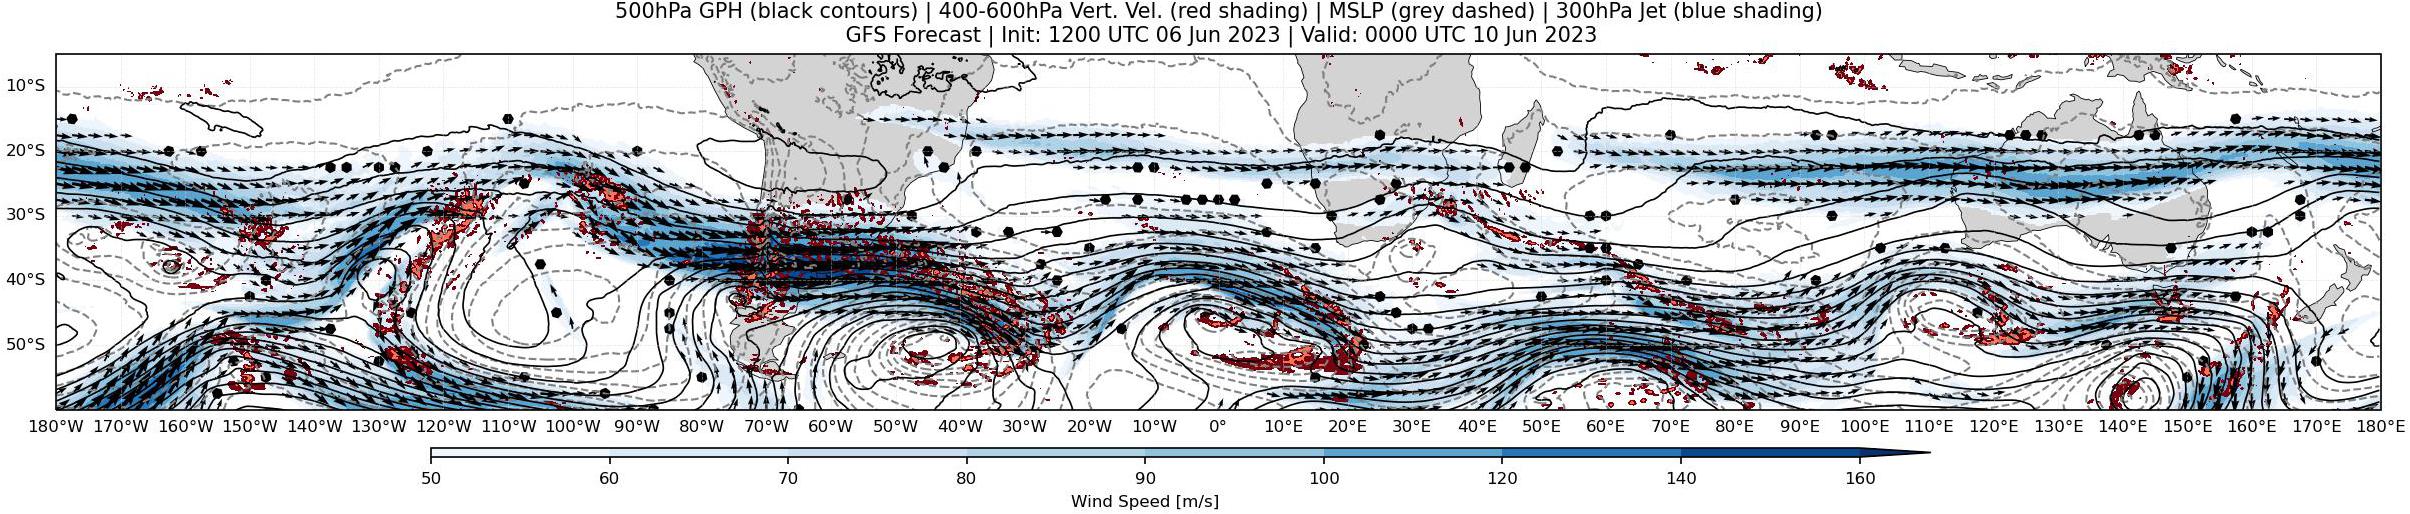 500hPa GPH (black contours) | 400-600hPa Vert. Vel. (red shading) | MSLP (grey dashed) | 300hPa Jet (blue shading)
GFS Forecast | Init: 1200 UTC 06 Jun 2023 | Valid: 0000 UTC 10 Jun 2023
10°S
20°S
30°S
40°S
50°S
180°W 170°W 160°W 150°W 140°W 130°W 120°W 110°W 100°W 90°W 80°W 70°W 60°W 50°W 40°W 30°W 20°W 10°W 0° 10°E 20°E 30°E 40°E 50°E 60°E 70°E 80°E 90°E 100°E 110°E 120°E 130°E 140°E 150°E 160°E 170°E 180°E
50 60 70 80 90 100 120 140 160
Wind Speed [m/s]